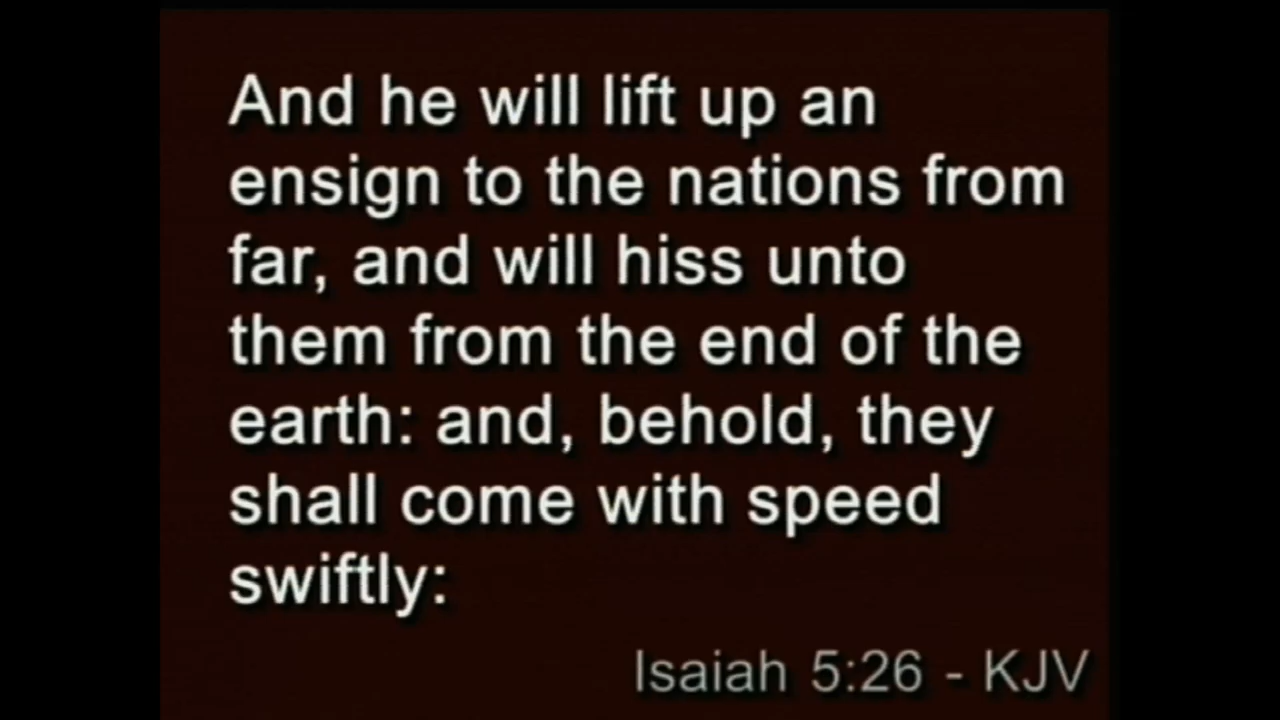 And he will lift up an
ensign to the nations from
far, and will hiss unto
them from the end of the
earth: and, behold, they
shall come with speed
swiftly:
Isaiah 5:26 - KJV